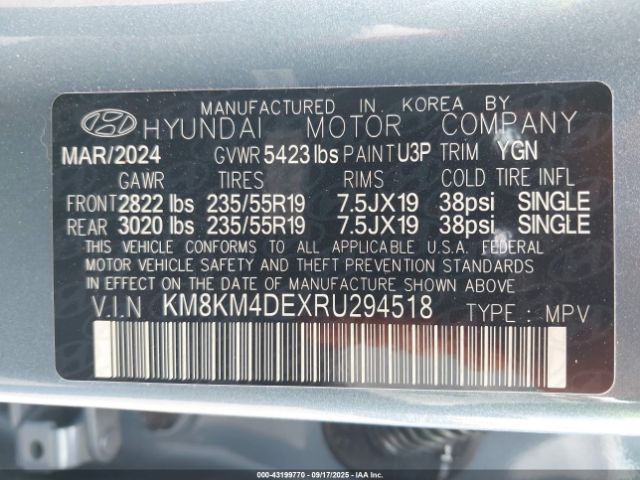 MANUFACTURED IN KOREA BY
HYUNDAI MOTOR COMPANY
MAR/2024 GVWR 5423 lbs PAINT U3P TRIM YGN
GAWR TIRES RIMS COLD TIRE INFL
FRONT 2822 lbs 235/55R19 7.5JX19 38psi SINGLE
REAR 3020 lbs 235/55R19 7.5JX19 38psi SINGLE
THIS VEHICLE CONFORMS TO ALL APPLICABLE U.S.A. FEDERAL
MOTOR VEHICLE SAFETY AND THEFT PREVENTION STANDARDS
IN EFFECT ON THE DATE OF MANUFACTURE SHOWN ABOVE
V.I.N KM8KM4DEXRU294518 TYPE : MPV
000-43199770 - 09/17/2025 - IAAI.COM